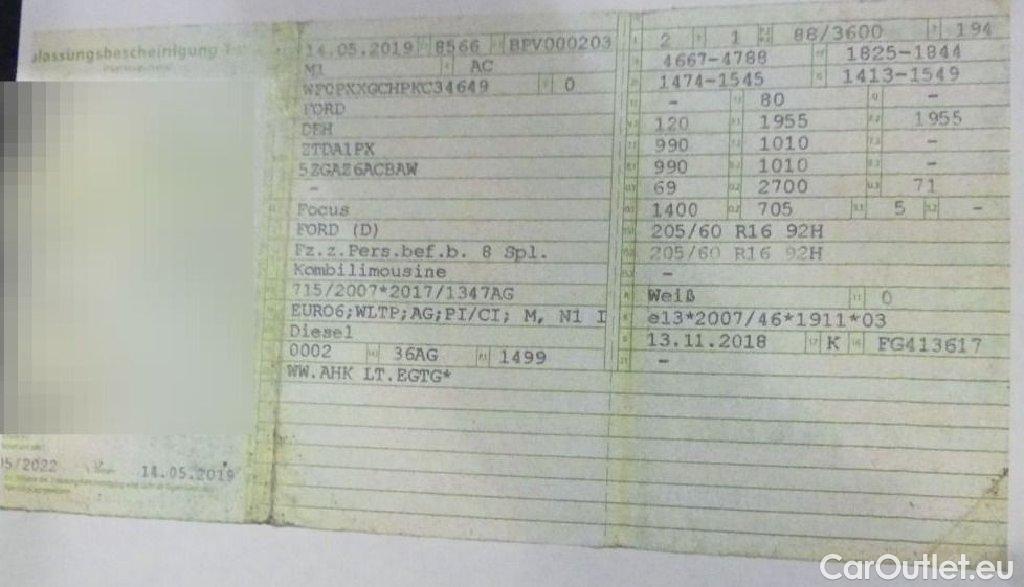 Zulassungsbescheinigung T
14.05.2019 8566 BPV000203
M1 AC
WF0PXXGCHPKC34649 0
FORD
DEH
ZTDA1PX
5ZGAZ6ACBAW
-
Focus
FORD (D)
Fz.z.Pers.bef.b. 8 Spl.
Kombilimousine
715/2007*2017/1347AG
EURO6;WLTP;AG;PI/CI; M, N1 I
Diesel
0002 36AG 1499
WW.AHK LT.EGTG*
2 1 88/3600 194
4667-4788 1825-1844
1474-1545 1413-1549
- 80 -
120 1955 1955
990 1010 -
990 1010 -
69 2700 71
1400 705 5 -
205/60 R16 92H
205/60 R16 92H
-
Weiß 0
e13*2007/46*1911*03
13.11.2018 K FG413617
-
05/2022 14.05.2019
CarOutlet.eu